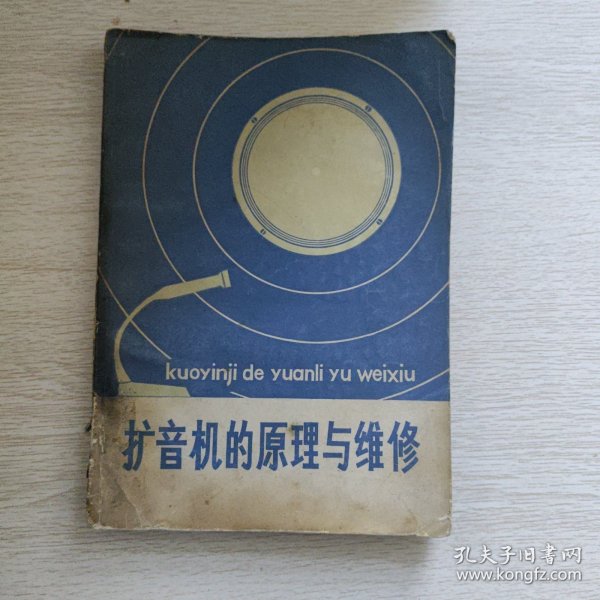 kuoyinji de yuanli yu weixiu
扩音机的原理与维修
孔夫子旧书网
www.kongfz.com